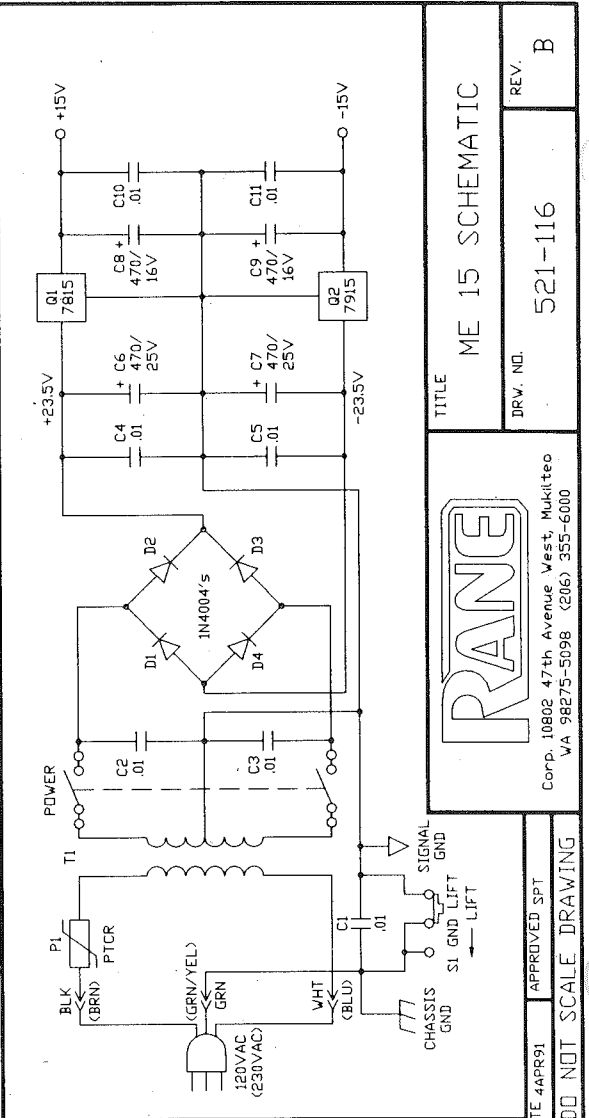 120VAC
(230VAC)
BLK
(BRN)
(GRN/YEL)
GRN
WHT
(BLU)
P1
PTCR
T1
POWER
C1
.01
CHASSIS
GND
S1 GND LIFT
← LIFT
SIGNAL
GND
C2
.01
C3
.01
D1
D2
D3
D4
1N4004's
+23.5V
C4
.01
+ C6
470/
25V
C5
.01
+ C7
470/
25V
-23.5V
Q1
7815
Q2
7915
C8 +
470/
16V
C9 +
470/
16V
C10
.01
C11
.01
+15V
-15V
TE 4APR91
APPROVED SPT
DO NOT SCALE DRAWING
RANE
Corp. 10802 47th Avenue West, Mukilteo
WA 98275-5098 (206) 355-6000
TITLE
ME 15 SCHEMATIC
DRW. NO.
521-116
REV.
B